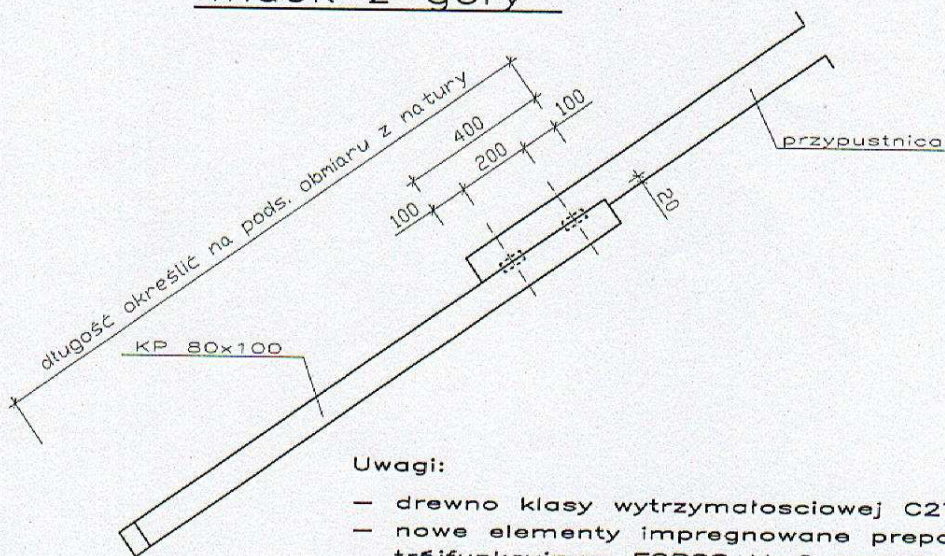 z góry
długość określić na pods. obmiaru z natury
400
100
200
100
przypustnica
20
KP 80x100
Uwagi:
— drewno klasy wytrzymałosciowej
— nowe elementy impregnowane